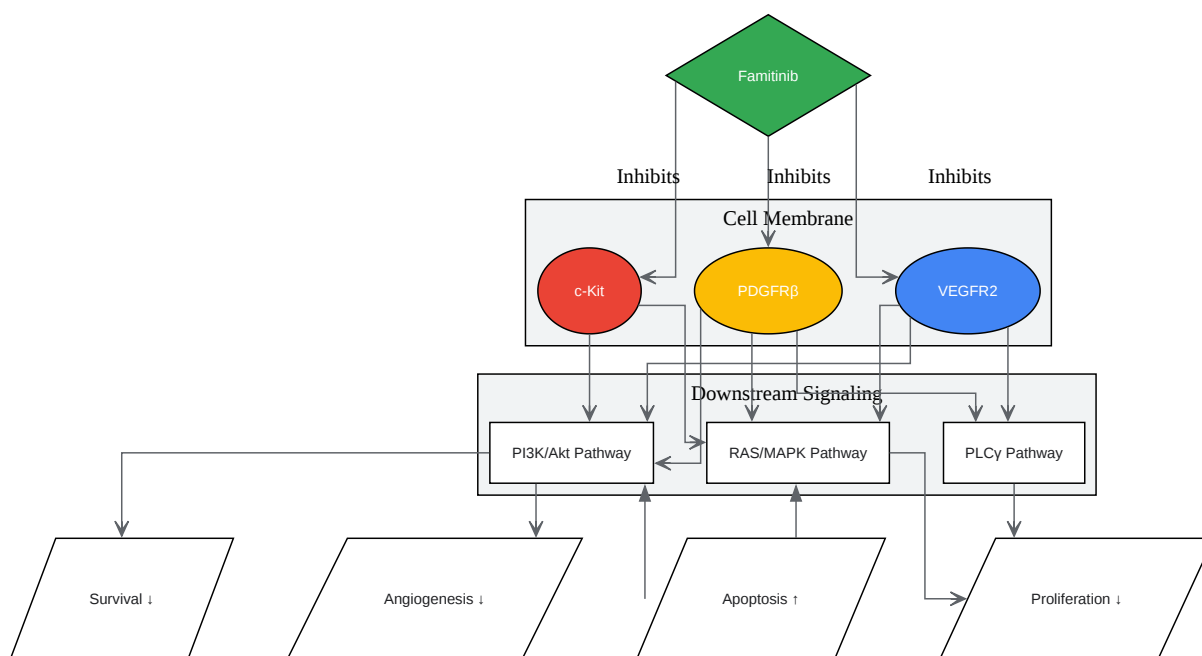 Famitinib
Inhibits
Inhibits
Inhibits
Cell Membrane
c-Kit
PDGFRβ
VEGFR2
Downstream Signaling
PI3K/Akt Pathway
RAS/MAPK Pathway
PLCγ Pathway
Survival ↓
Angiogenesis ↓
Apoptosis ↑
Proliferation ↓